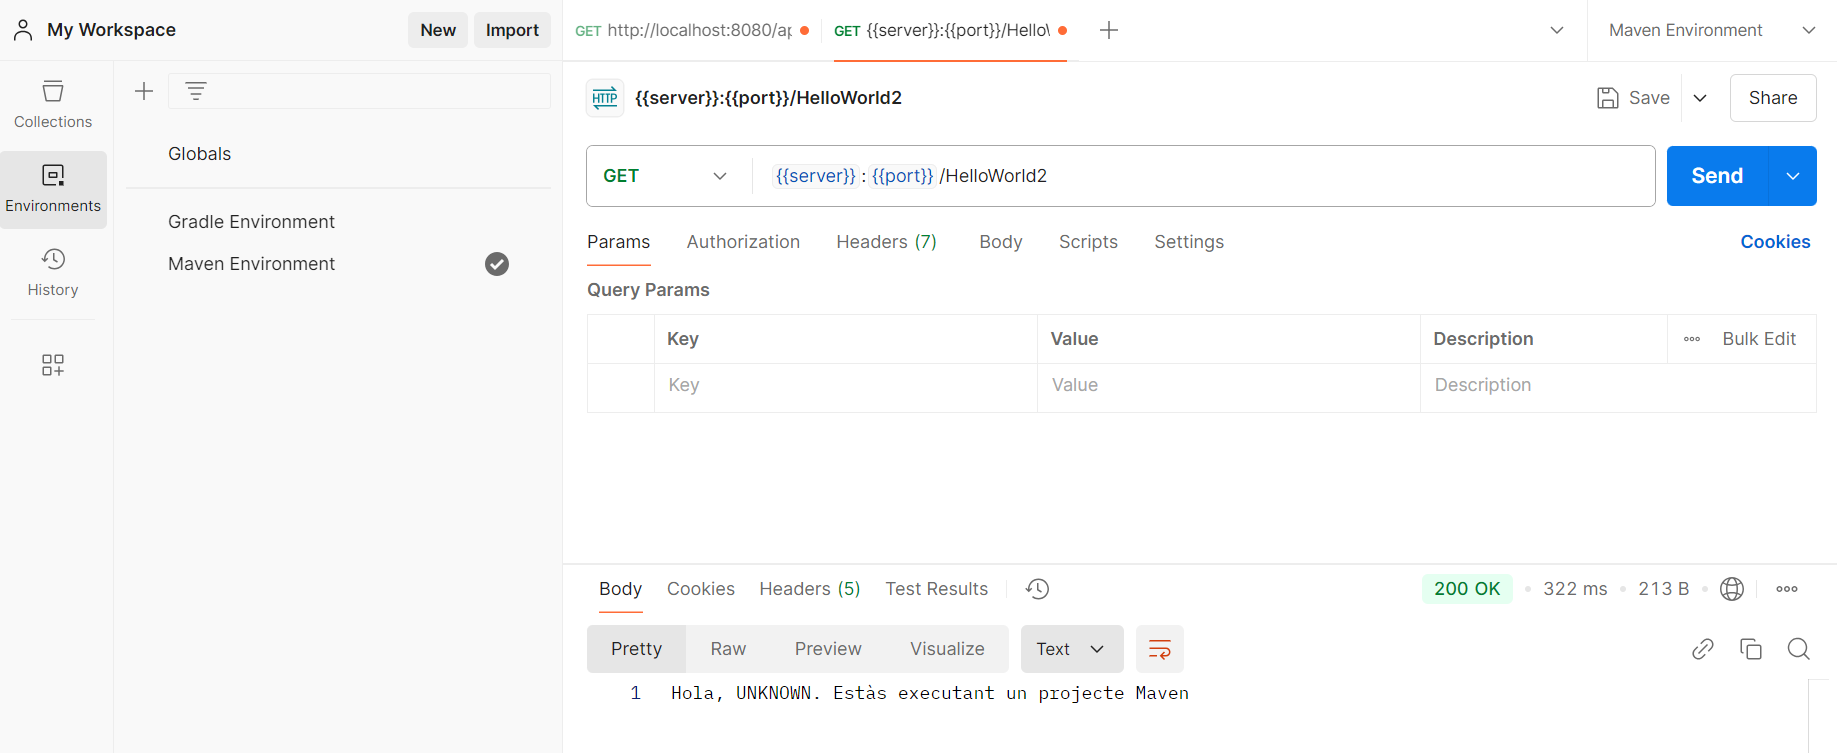 My Workspace
New
Import
GET http://localhost:8080/ap
GET {{server}}:{{port}}/Hello
Maven Environment
Collections
Environments
History
Globals
Gradle Environment
Maven Environment
HTTP
{{server}}:{{port}}/HelloWorld2
Save
Share
GET
{{server}}:{{port}}/HelloWorld2
Send
Params
Authorization
Headers (7)
Body
Scripts
Settings
Cookies
Query Params
Key
Value
Description
Bulk Edit
Key
Value
Description
Body
Cookies
Headers (5)
Test Results
200 OK
322 ms
213 B
Pretty
Raw
Preview
Visualize
Text
1 Hola, UNKNOWN. Estàs executant un projecte Maven